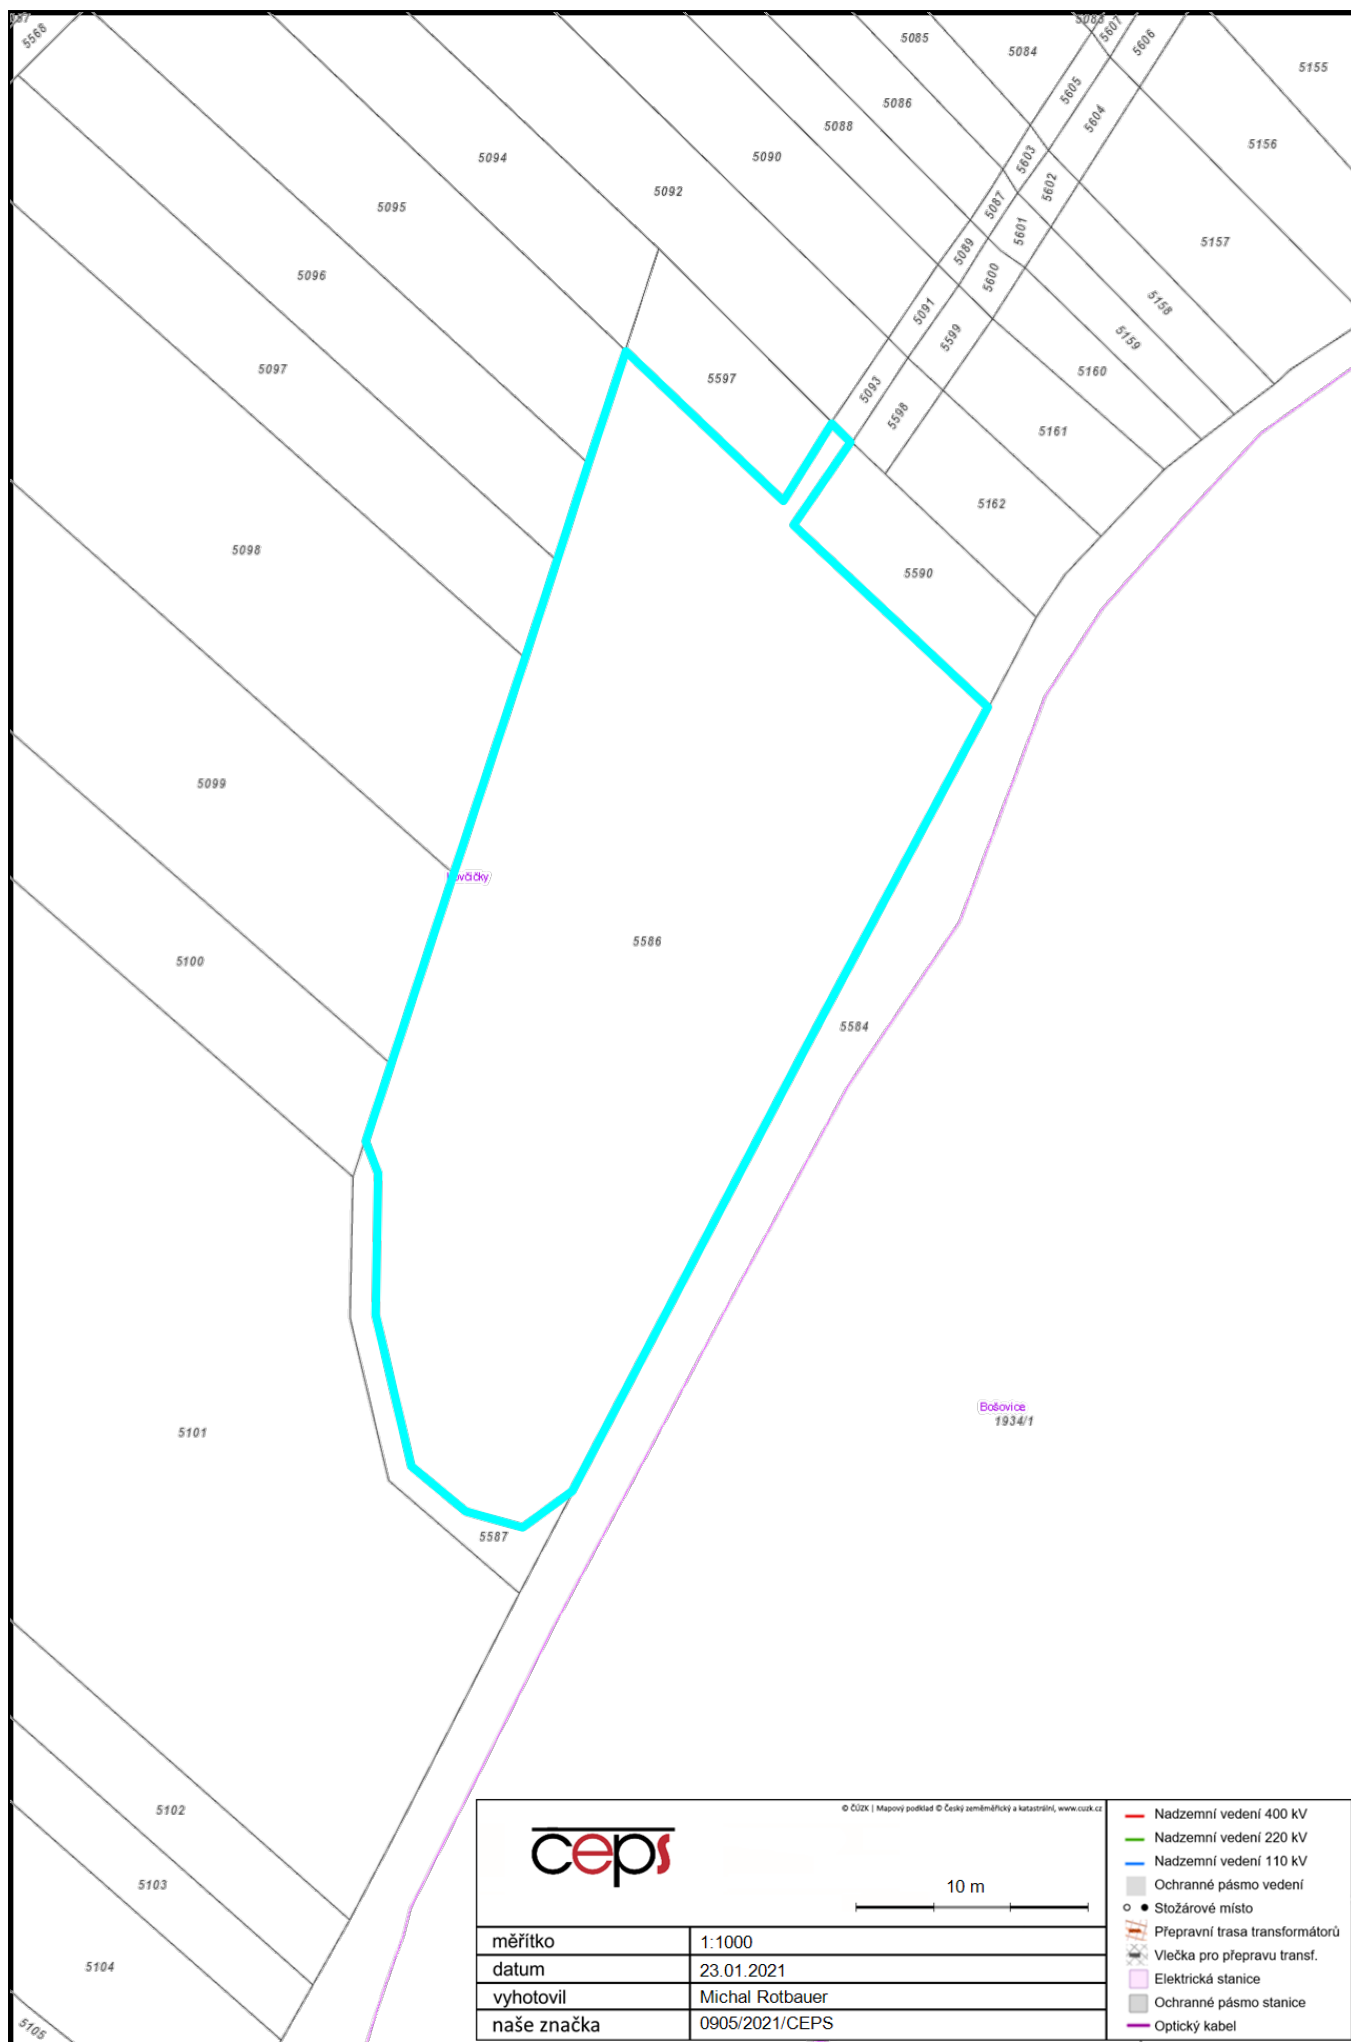 5568
5083
5607
5085
5084
5606
5155
5605
5086
5604
5088
5156
5094
5090
5603
5092
5602
5095
5087
5601
5157
5089
5096
5600
5158
5091
5599
5159
5097
5597
5160
5093
5598
5161
5162
5098
5590
5099
5586
5100
5584
Bošovice
1934/1
5101
5587
5102
5103
5104
5105
© ČÚZK | Mapový podklad © Český zeměměřický a katastrální, www.cuzk.cz
čeps
10 m
měřítko 1:1000
datum 23.01.2021
vyhotovil Michal Rotbauer
naše značka 0905/2021/CEPS
Nadzemní vedení 400 kV
Nadzemní vedení 220 kV
Nadzemní vedení 110 kV
Ochranné pásmo vedení
Stožárové místo
Přepravní trasa transformátorů
Vlečka pro přepravu transf.
Elektrická stanice
Ochranné pásmo stanice
Optický kabel